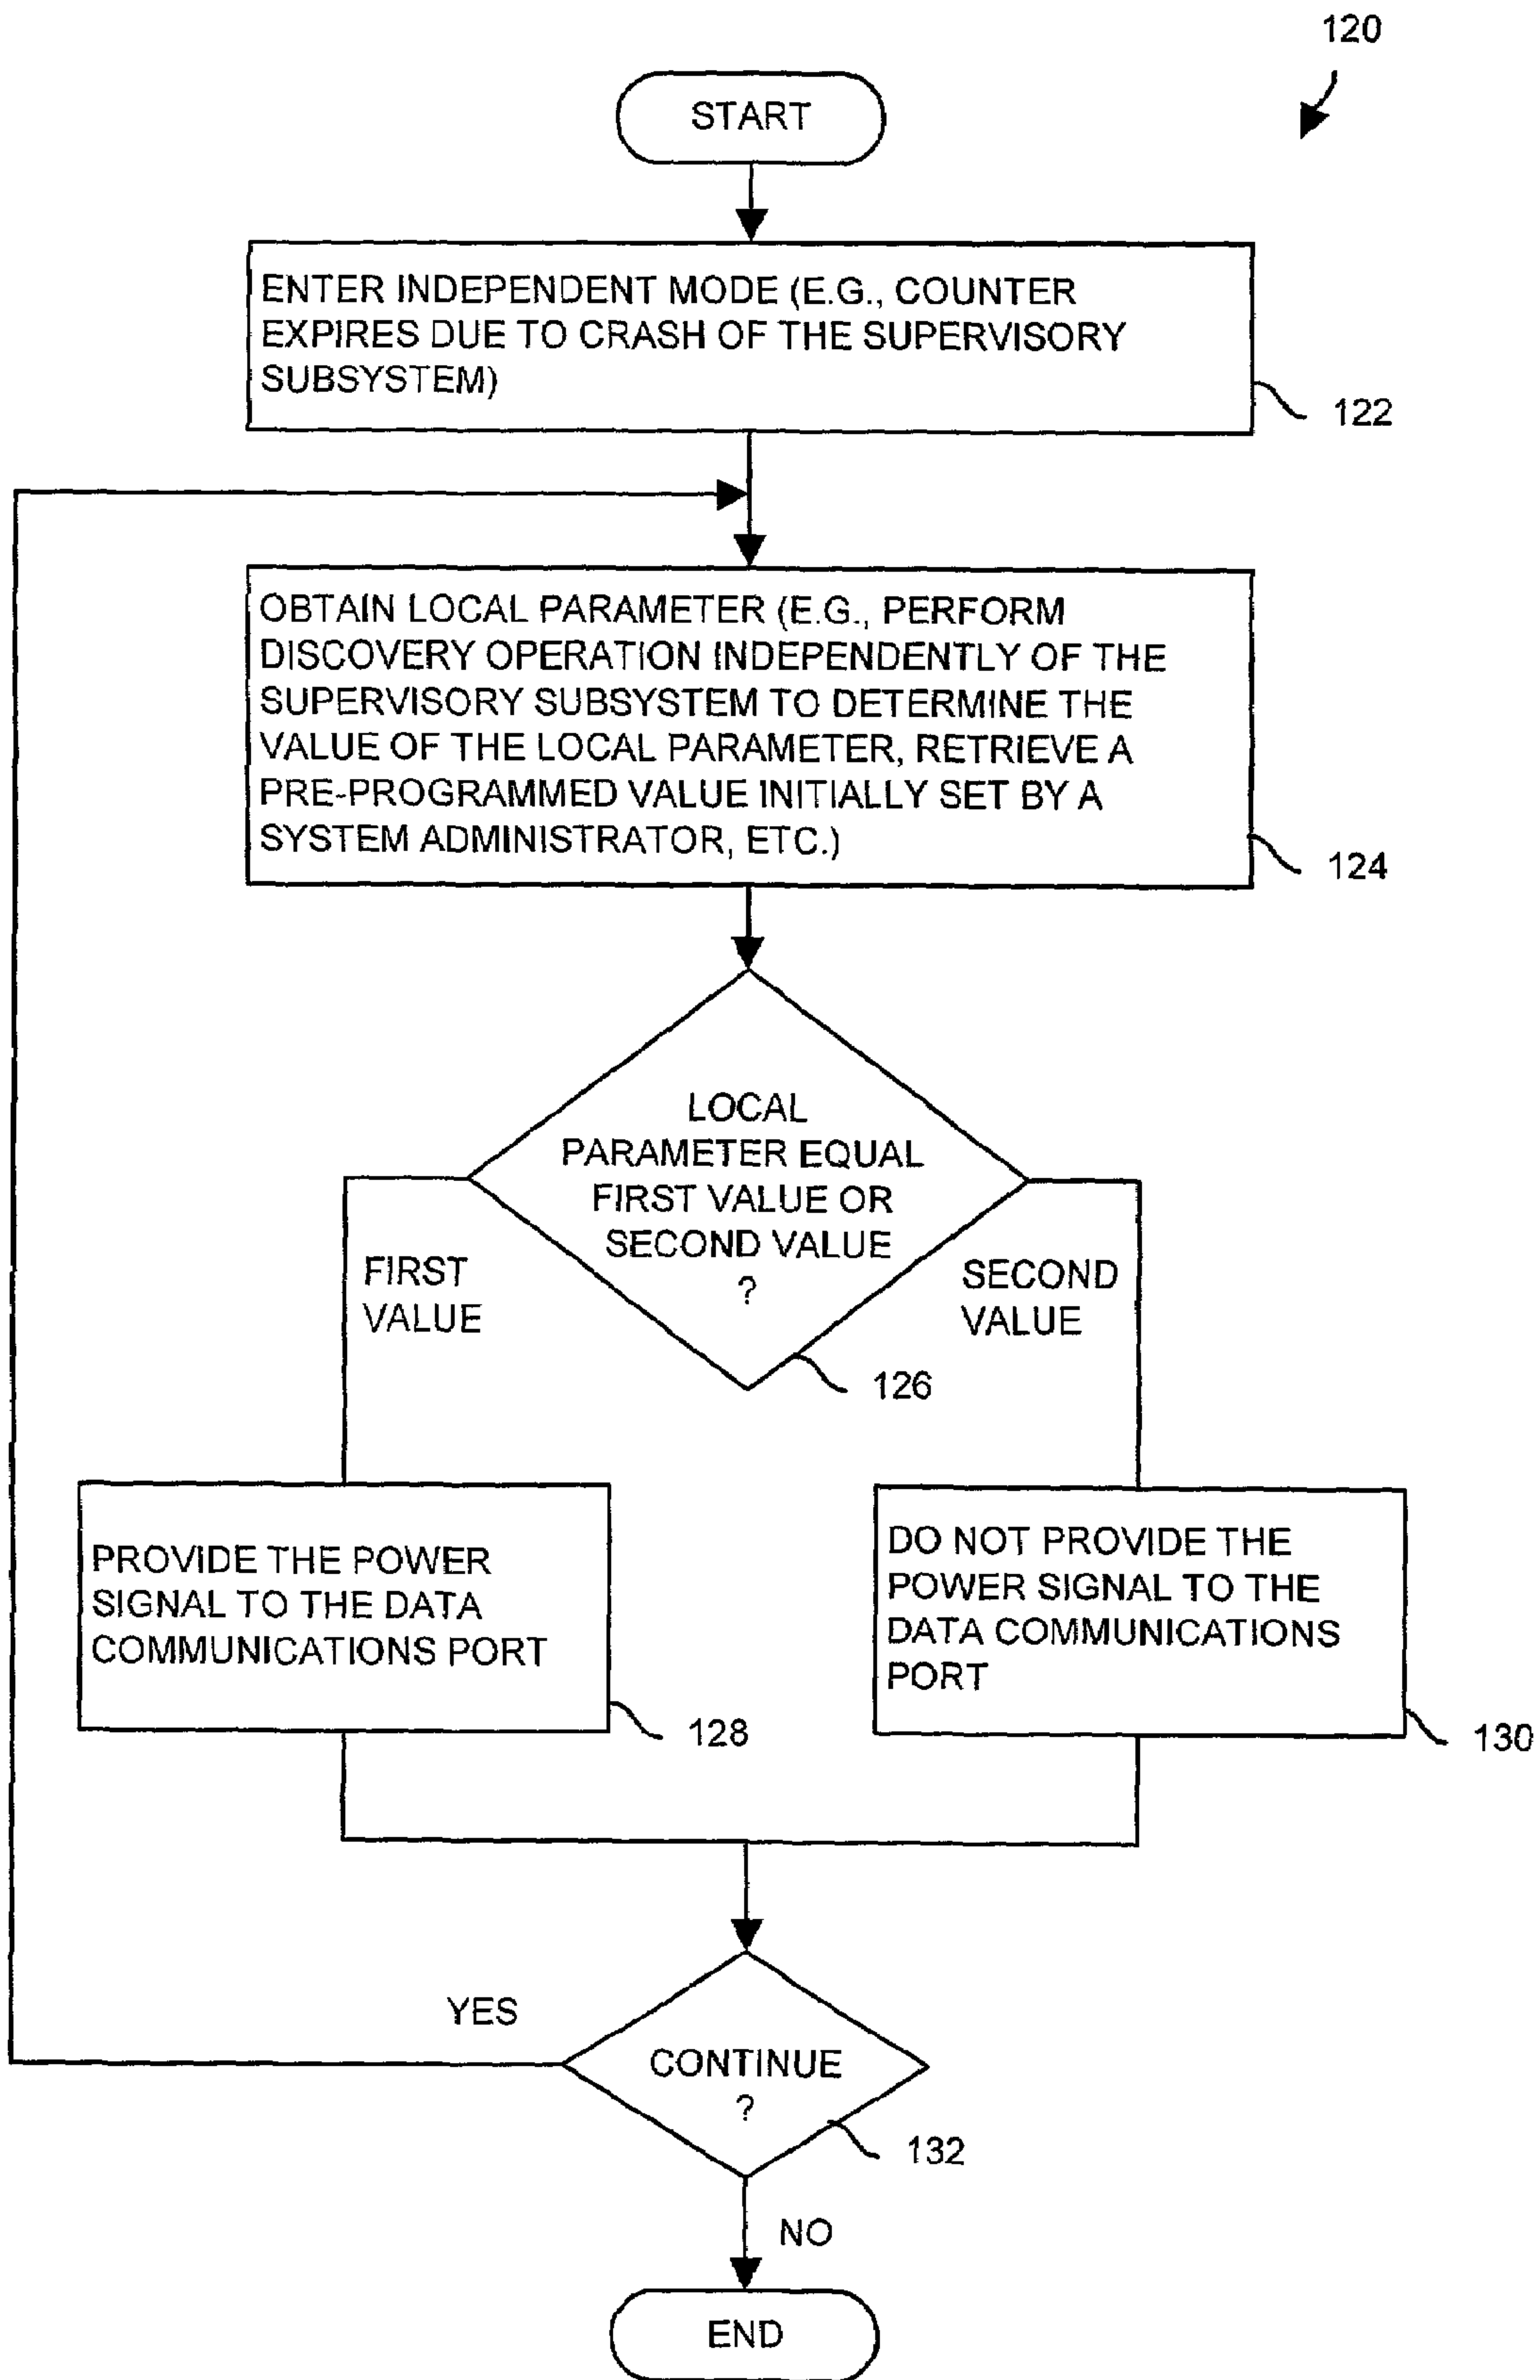 120
START
ENTER INDEPENDENT MODE (E.G., COUNTER
EXPIRES DUE TO CRASH OF THE SUPERVISORY
SUBSYSTEM)
122
OBTAIN LOCAL PARAMETER (E.G., PERFORM
DISCOVERY OPERATION INDEPENDENTLY OF THE
SUPERVISORY SUBSYSTEM TO DETERMINE THE
VALUE OF THE LOCAL PARAMETER, RETRIEVE A
PRE-PROGRAMMED VALUE INITIALLY SET BY A
SYSTEM ADMINISTRATOR, ETC.)
124
LOCAL
PARAMETER EQUAL
FIRST VALUE OR
SECOND VALUE
?
126
FIRST
VALUE
SECOND
VALUE
PROVIDE THE POWER
SIGNAL TO THE DATA
COMMUNICATIONS PORT
128
DO NOT PROVIDE THE
POWER SIGNAL TO THE
DATA COMMUNICATIONS
PORT
130
YES
CONTINUE
?
132
NO
END